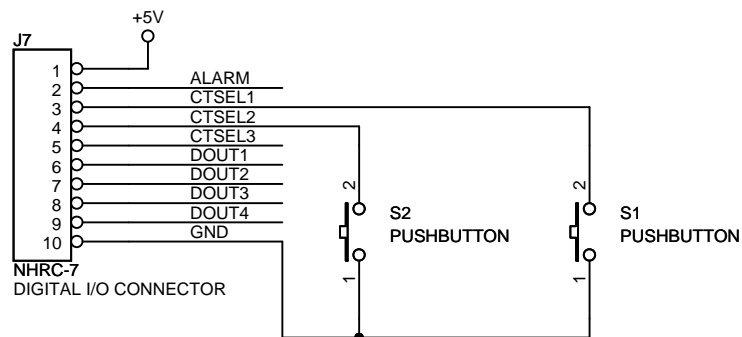 +5V
J7
1
2 ALARM
3 CTSEL1
4 CTSEL2
5 CTSEL3
6 DOUT1
7 DOUT2
8 DOUT3
9 DOUT4
10 GND
NHRC-7
DIGITAL I/O CONNECTOR
2
S2
PUSHBUTTON
1
2
S1
PUSHBUTTON
1